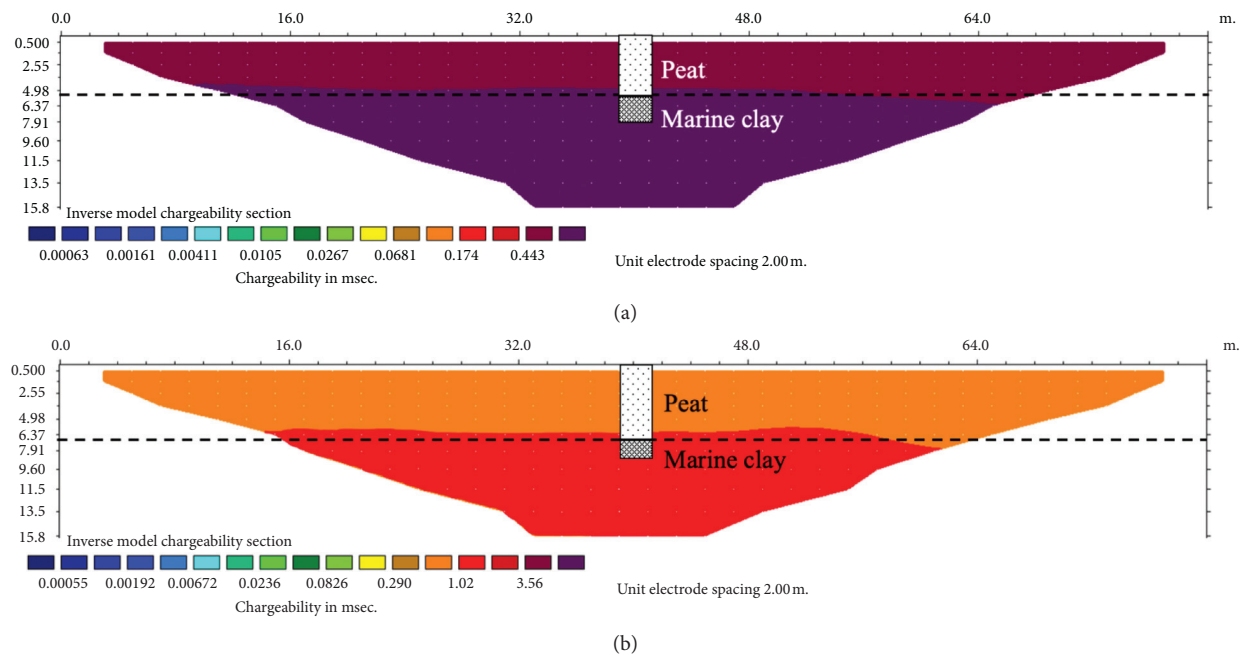 0.0 16.0 32.0 48.0 64.0 m.
0.500
2.55
Peat
4.98
6.37
7.91
Marine clay
9.60
11.5
13.5
15.8
Inverse model chargeability section
0.00063 0.00161 0.00411 0.0105 0.0267 0.0681 0.174 0.443
Unit electrode spacing 2.00 m.
Chargeability in msec.
(a)
0.0 16.0 32.0 48.0 64.0 m.
0.500
2.55
Peat
4.98
6.37
7.91
Marine clay
9.60
11.5
13.5
15.8
Inverse model chargeability section
0.00055 0.00192 0.00672 0.0236 0.0826 0.290 1.02 3.56
Unit electrode spacing 2.00 m.
Chargeability in msec.
(b)